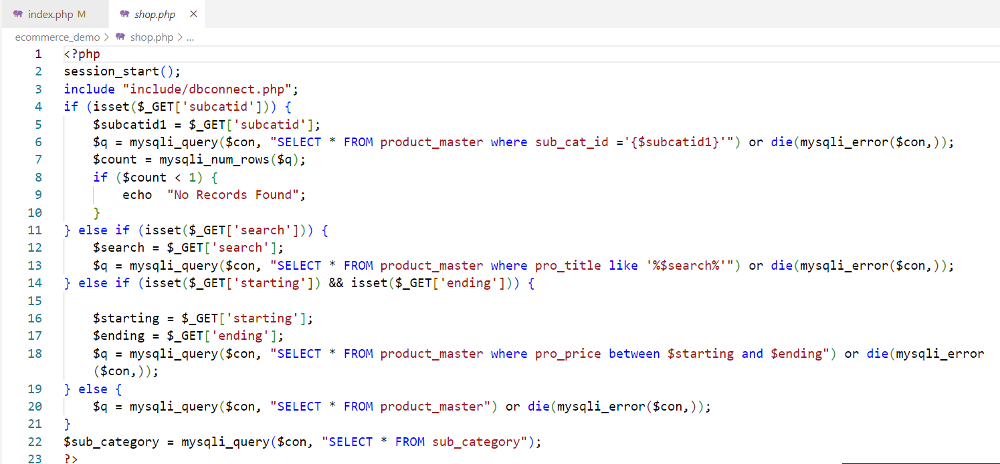 index.php M shop.php ×
ecommerce_demo > shop.php > ...
1 <?php
2 session_start();
3 include "include/dbconnect.php";
4 if (isset($_GET['subcatid'])) {
5     $subcatid1 = $_GET['subcatid'];
6     $q = mysqli_query($con, "SELECT * FROM product_master where sub_cat_id ='{$subcatid1}'") or die(mysqli_error($con,));
7     $count = mysqli_num_rows($q);
8     if ($count < 1) {
9         echo  "No Records Found";
10     }
11 } else if (isset($_GET['search'])) {
12     $search = $_GET['search'];
13     $q = mysqli_query($con, "SELECT * FROM product_master where pro_title like '%$search%'") or die(mysqli_error($con,));
14 } else if (isset($_GET['starting']) && isset($_GET['ending'])) {
15
16     $starting = $_GET['starting'];
17     $ending = $_GET['ending'];
18     $q = mysqli_query($con, "SELECT * FROM product_master where pro_price between $starting and $ending") or die(mysqli_error
($con,));
19 } else {
20     $q = mysqli_query($con, "SELECT * FROM product_master") or die(mysqli_error($con,));
21 }
22 $sub_category = mysqli_query($con, "SELECT * FROM sub_category");
23 ?>